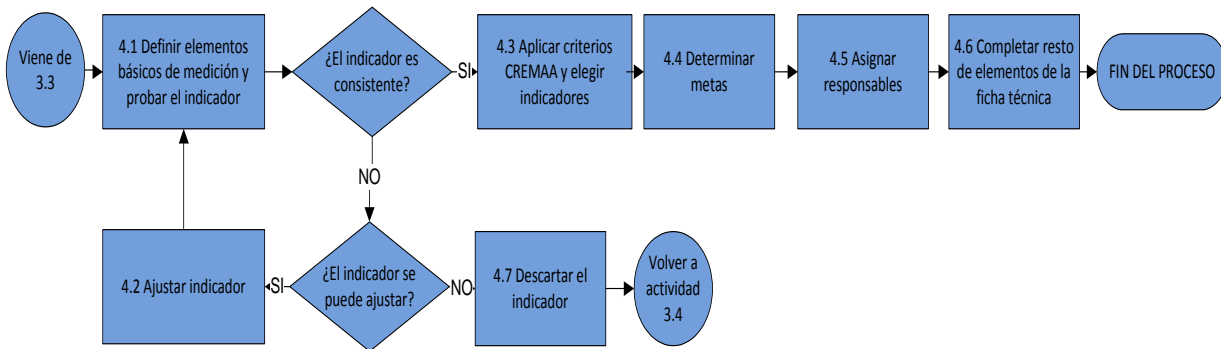 Viene de
3.3
4.1 Definir elementos
básicos de medición y
probar el indicador
¿El indicador es
consistente?
SI
4.3 Aplicar criterios
CREMAA y elegir
indicadores
4.4 Determinar
metas
4.5 Asignar
responsables
4.6 Completar resto
de elementos de la
ficha técnica
FIN DEL PROCESO
NO
4.2 Ajustar indicador
SI
¿El indicador se
puede ajustar?
NO
4.7 Descartar el
indicador
Volver a
actividad
3.4